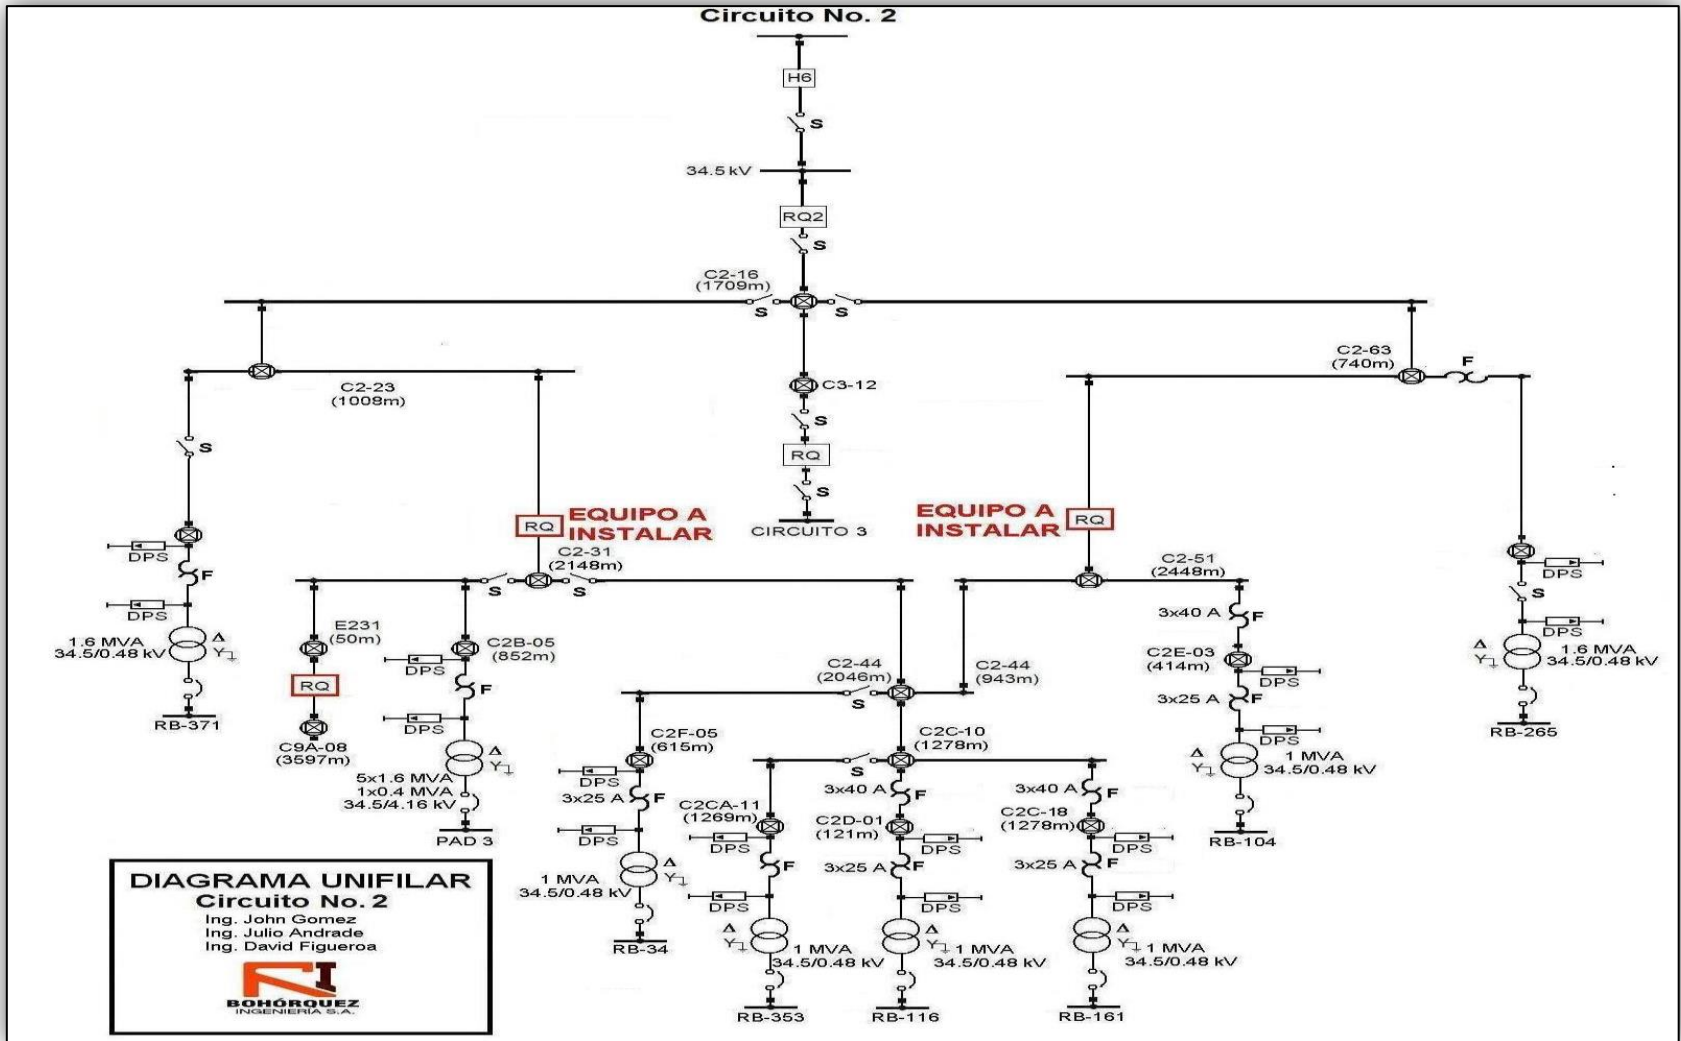 Circuito No. 2
H6
S
34.5 kV
RQ2
S
C2-16
(1709m)
S
S
C2-63
(740m)
F
C2-23
(1008m)
C3-12
S
S
RQ
S
CIRCUITO 3
RQ
EQUIPO A
INSTALAR
EQUIPO A
INSTALAR
RQ
C2-31
(2148m)
S
S
C2-51
(2448m)
DPS
F
DPS
1.6 MVA
34.5/0.48 kV
Δ
Y
RB-371
E231
(50m)
RQ
C9A-08
(3597m)
C2B-05
(852m)
DPS
F
DPS
Δ
Y
5x1.6 MVA
1x0.4 MVA
34.5/4.16 kV
PAD 3
C2-44
(2046m)
S
C2-44
(943m)
3x40 A
F
C2E-03
(414m)
DPS
3x25 A
F
DPS
Δ
Y
1 MVA
34.5/0.48 kV
RB-104
DPS
S
DPS
Δ
Y
1.6 MVA
34.5/0.48 kV
RB-265
C2F-05
(615m)
DPS
3x25 A
F
DPS
1 MVA
34.5/0.48 kV
Δ
Y
RB-34
C2C-10
(1278m)
S
C2CA-11
(1269m)
DPS
F
DPS
Δ
Y
1 MVA
34.5/0.48 kV
RB-353
3x40 A
F
C2D-01
(121m)
DPS
3x25 A
F
DPS
Δ
Y
1 MVA
34.5/0.48 kV
RB-116
3x40 A
F
C2C-18
(1278m)
DPS
3x25 A
F
DPS
Δ
Y
1 MVA
34.5/0.48 kV
RB-161
DIAGRAMA UNIFILAR
Circuito No. 2
Ing. John Gomez
Ing. Julio Andrade
Ing. David Figueroa
BOHÓRQUEZ
INGENIERÍA S.A.